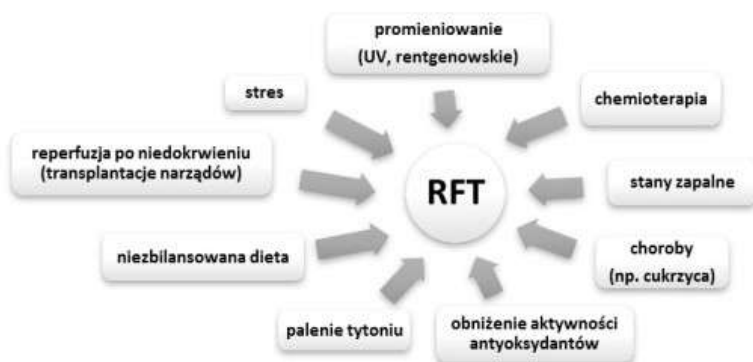 promieniowanie
(UV, rentgenowskie)
stres
chemioterapia
reperfuzja po niedokrwieniu
(transplantacje narządów)
RFT
stany zapalne
niezbilansowana dieta
choroby
(np. cukrzyca)
palenie tytoniu
obniżenie aktywności
antyoksydantów